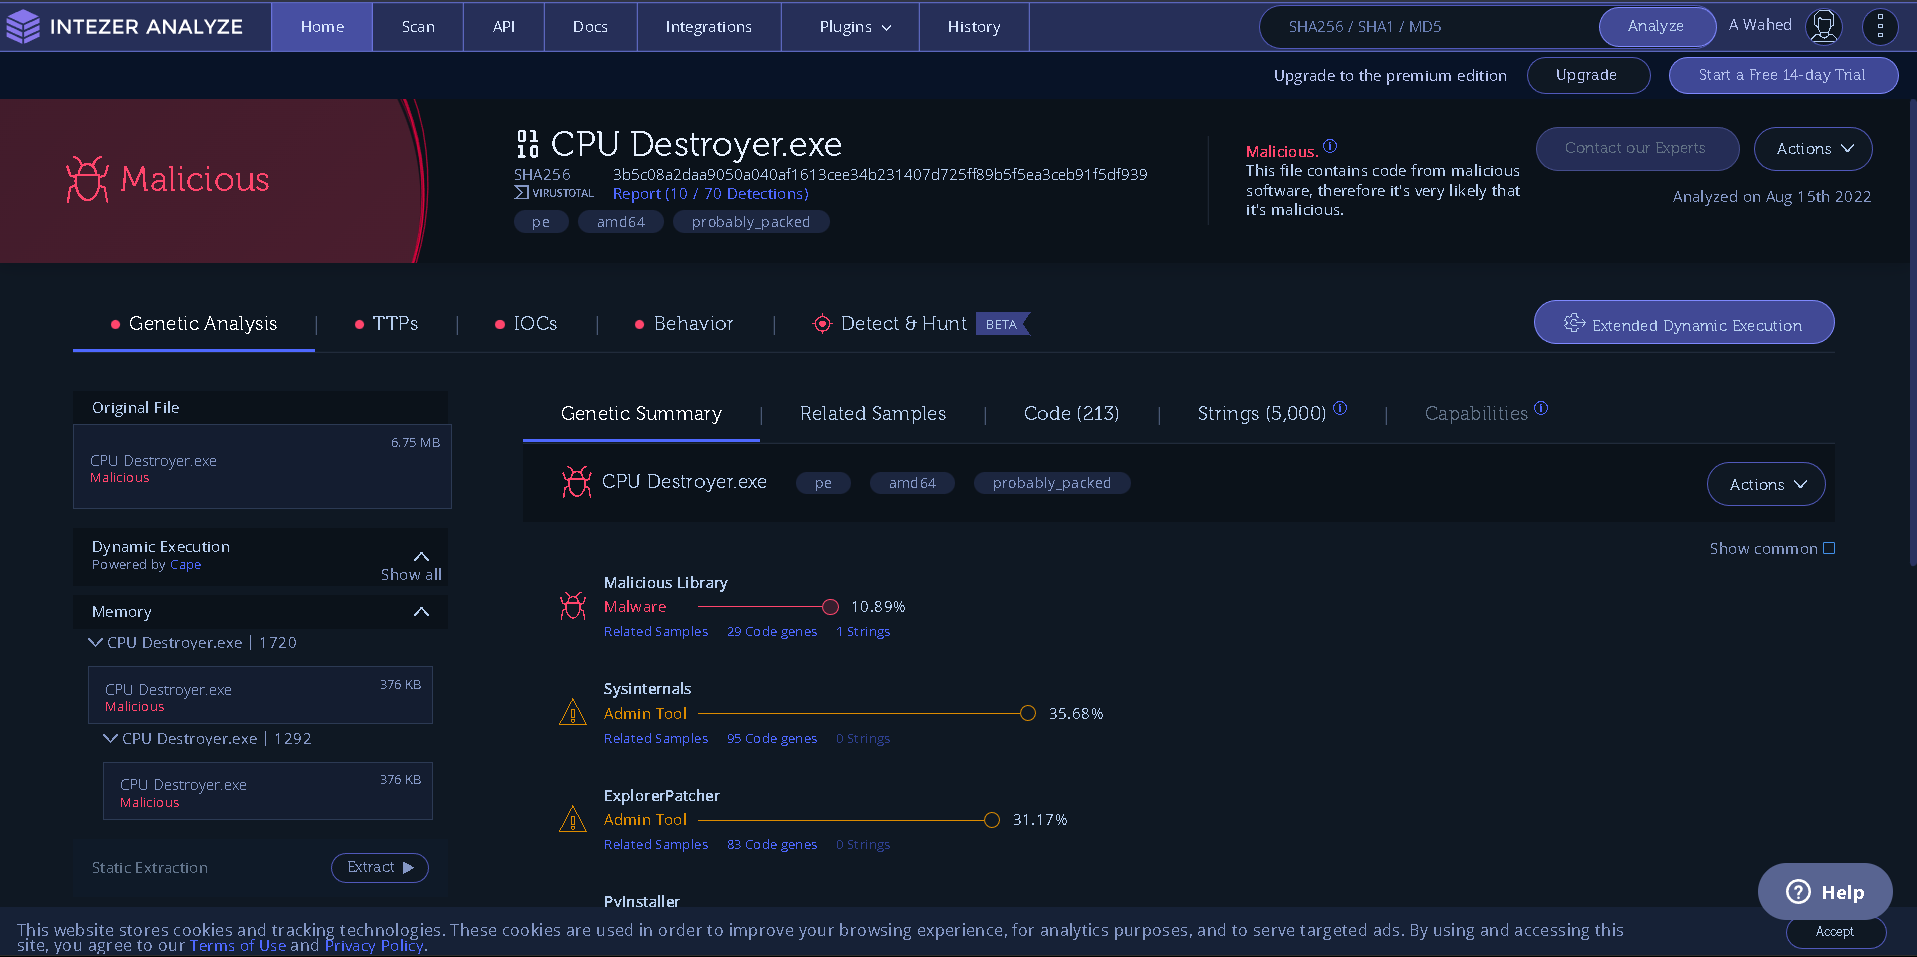 INTEZER ANALYZE
Home
Scan
API
Docs
Integrations
Plugins
History
SHA256 / SHA1 / MD5
Analyze
A Wahed
Upgrade to the premium edition
Upgrade
Start a Free 14-day Trial
Malicious
01
10
CPU Destroyer.exe
SHA256 3b5c08a2daa9050a040af1613cee34b231407d725ff89b5f5ea3ceb91f5df939
VIRUSTOTAL Report (10 / 70 Detections)
pe amd64 probably_packed
Malicious.
This file contains code from malicious
software, therefore it's very likely that
it's malicious.
Contact our Experts
Actions
Analyzed on Aug 15th 2022
Genetic Analysis
TTPs
IOCs
Behavior
Detect & Hunt BETA
Extended Dynamic Execution
Original File
6.75 MB
CPU Destroyer.exe
Malicious
Dynamic Execution
Powered by Cape
Show all
Memory
CPU Destroyer.exe | 1720
376 KB
CPU Destroyer.exe
Malicious
CPU Destroyer.exe | 1292
376 KB
CPU Destroyer.exe
Malicious
Static Extraction
Extract
Genetic Summary
Related Samples
Code (213)
Strings (5,000)
Capabilities
CPU Destroyer.exe pe amd64 probably_packed
Actions
Show common
Malicious Library
Malware 10.89%
Related Samples 29 Code genes 1 Strings
Sysinternals
Admin Tool 35.68%
Related Samples 95 Code genes 0 Strings
ExplorerPatcher
Admin Tool 31.17%
Related Samples 83 Code genes 0 Strings
PyInstaller
Help
This website stores cookies and tracking technologies. These cookies are used in order to improve your browsing experience, for analytics purposes, and to serve targeted ads. By using and accessing this
site, you agree to our Terms of Use and Privacy Policy.
Accept